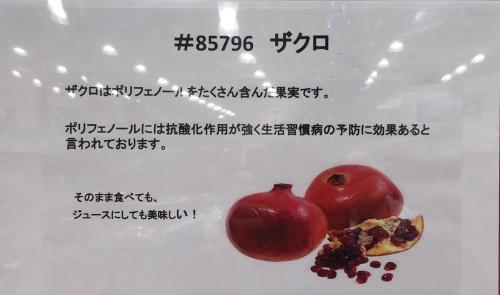 #85796 ザクロ
ザクロはポリフェノールをたくさん含んだ果実です。
ポリフェノールには抗酸化作用が強く生活習慣病の予防に効果あると
言われております。
そのまま食べても、
ジュースにしても美味しい！